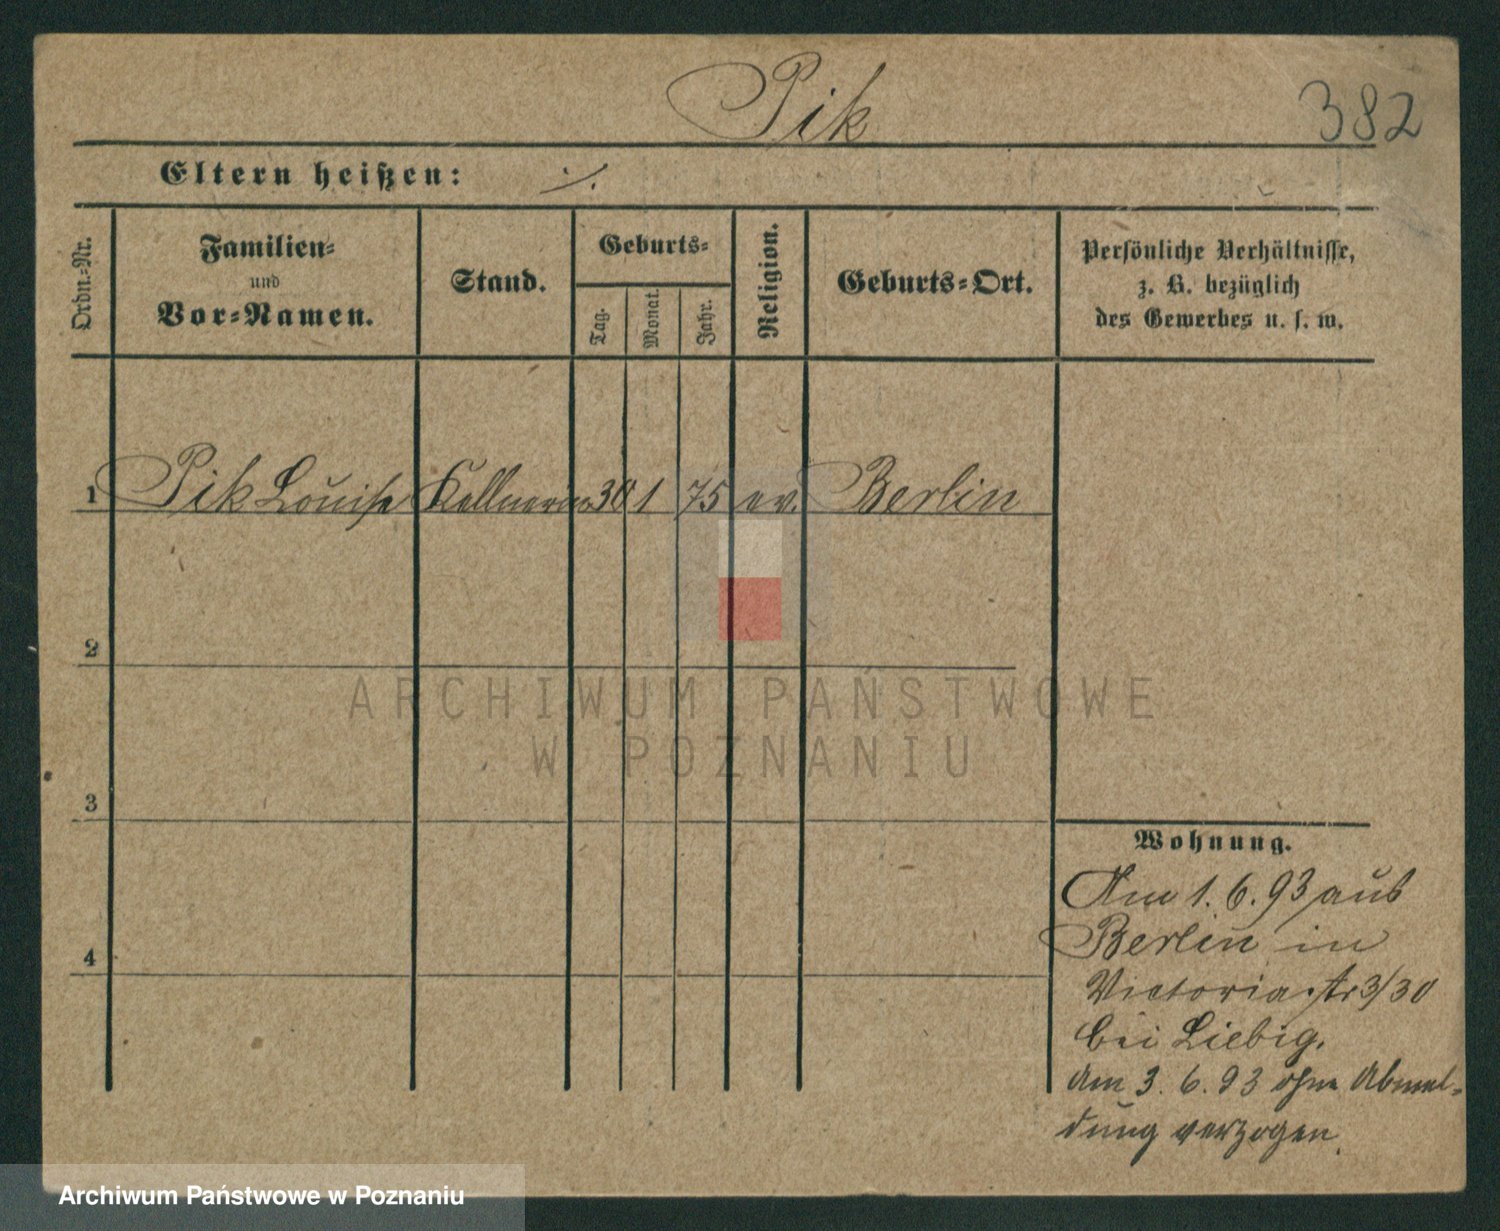 Pik
382
Eltern heißen: ·/.
Ordn.-Nr.
Familien-
und
Vor-Namen.
Stand.
Geburts-
Tag.
Monat.
Jahr.
Religion.
Geburts-Ort.
Persönliche Verhältnisse,
z. B. bezüglich
des Gewerbes u. s. w.
1 Pik Louise Kellnerin 30 1 75 ev. Berlin
2
3
4
Wohnung.
Am 1. 6. 93 aus
Berlin in
Victoriastr 3/30
bei Liebig.
Am 3. 6. 93 ohne Abmel-
dung verzogen.
ARCHIWUM PAŃSTWOWE
W POZNANIU
Archiwum Państwowe w Poznaniu